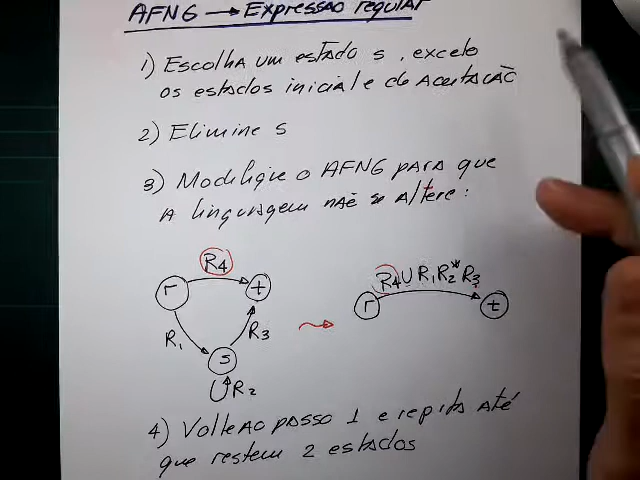 AFNG → Expressão regular
1) Escolha um estado s, exceto
os estados inicial e de aceitação
2) Elimine s
3) Modifique o AFNG para que
a linguagem não se altere:
R4
r
t
R1
R3
s
R2
R4 ∪ R1 R2* R3
r
t
4) Volte ao passo 1 e repita até
que restem 2 estados